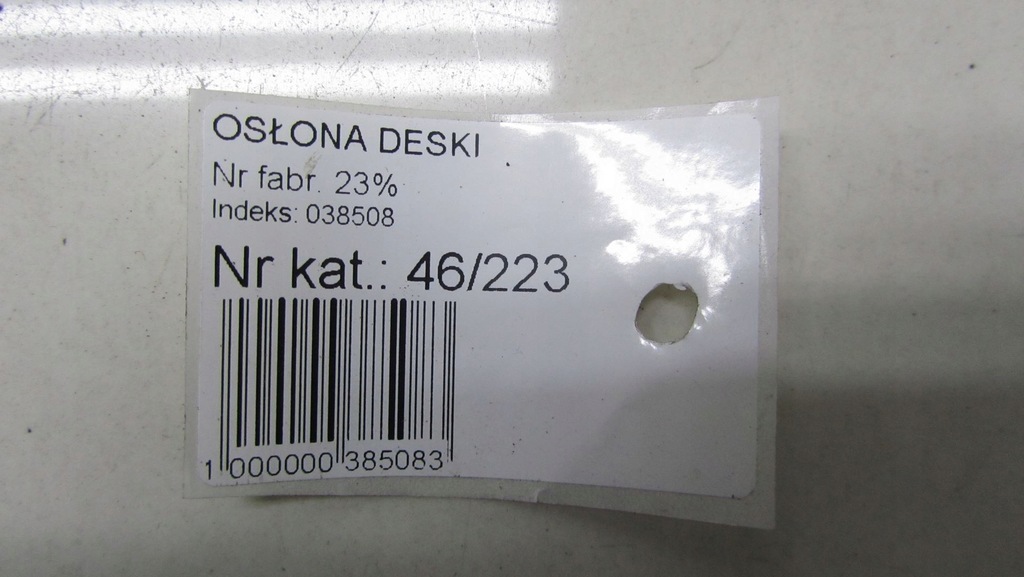 OSŁONA DESKI
Nr fabr. 23%
Indeks: 038508
Nr kat.: 46/223
1 000000 385083